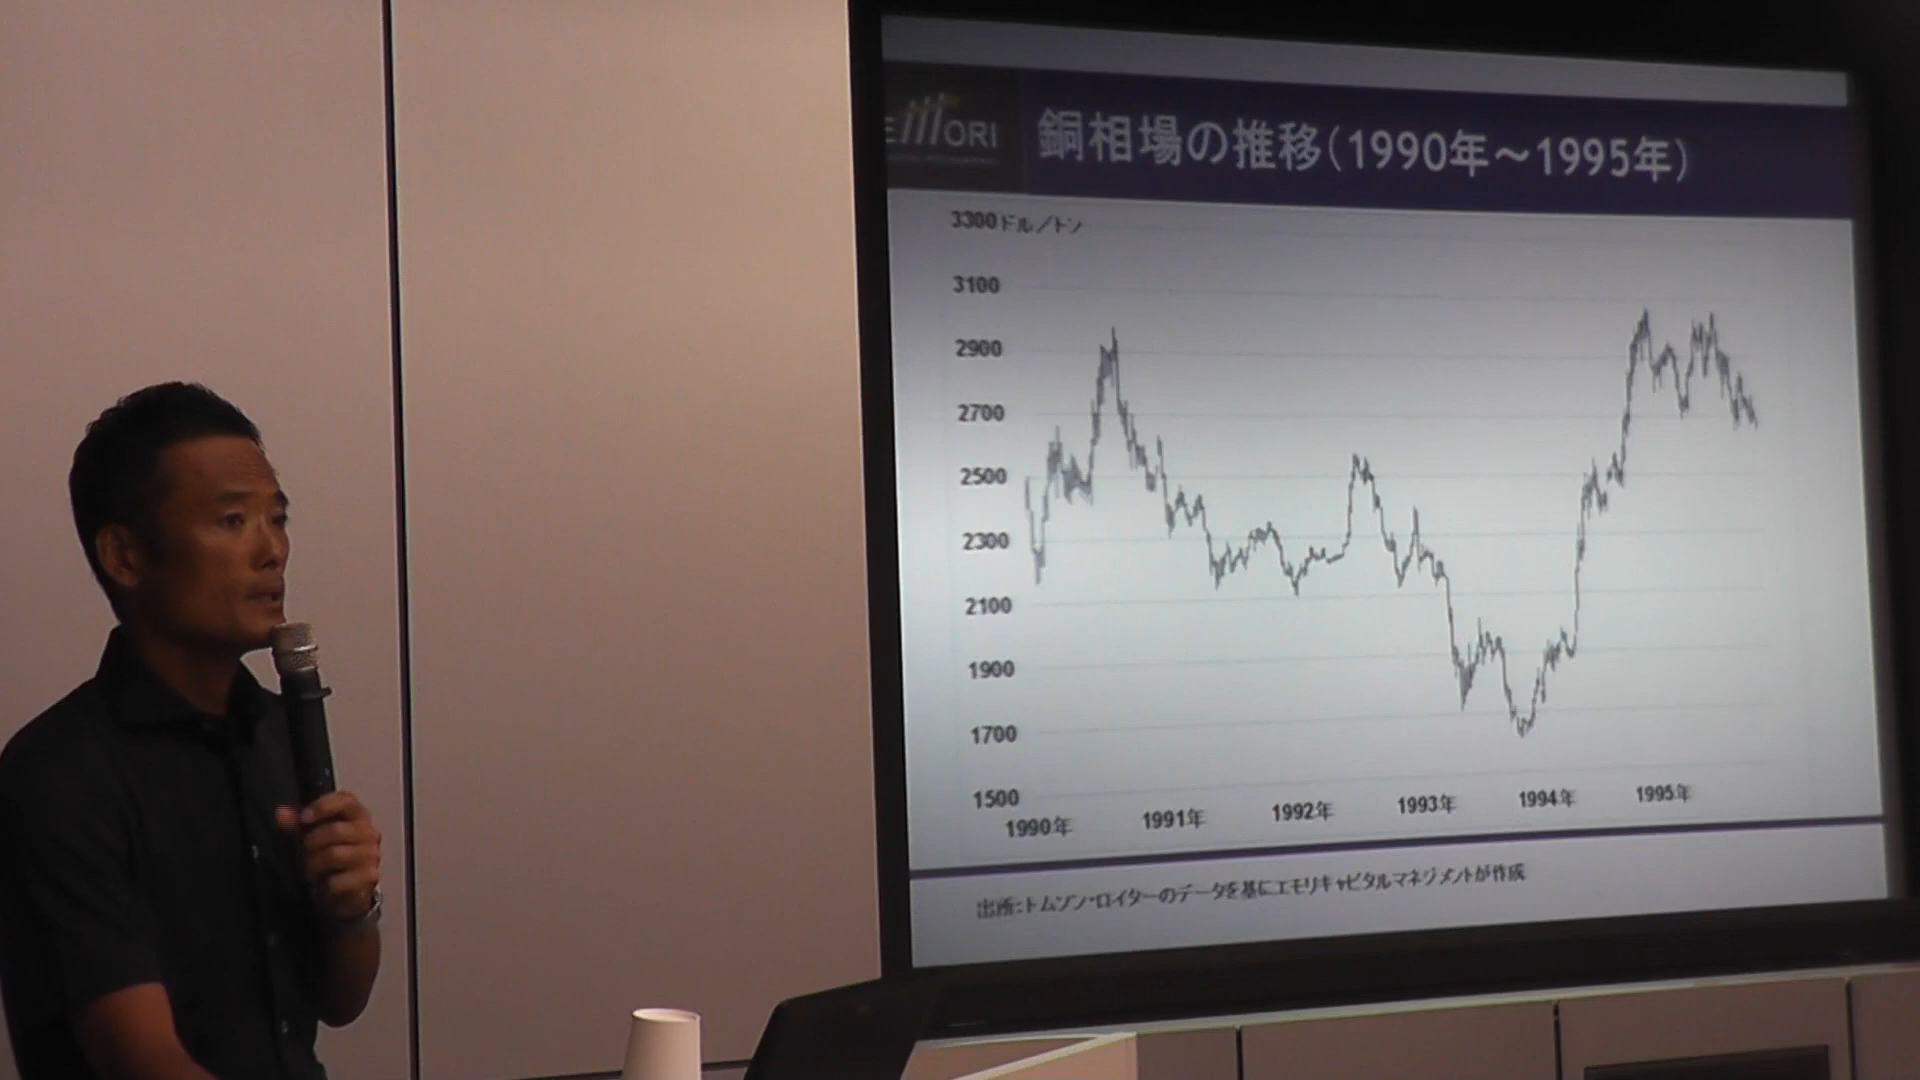 EMORI
銅相場の推移(1990年～1995年)
3300ドル/トン
3100
2900
2700
2500
2300
2100
1900
1700
1500
1990年 1991年 1992年 1993年 1994年 1995年
出所:トムソン・ロイターのデータを基にエモリキャピタルマネジメントが作成